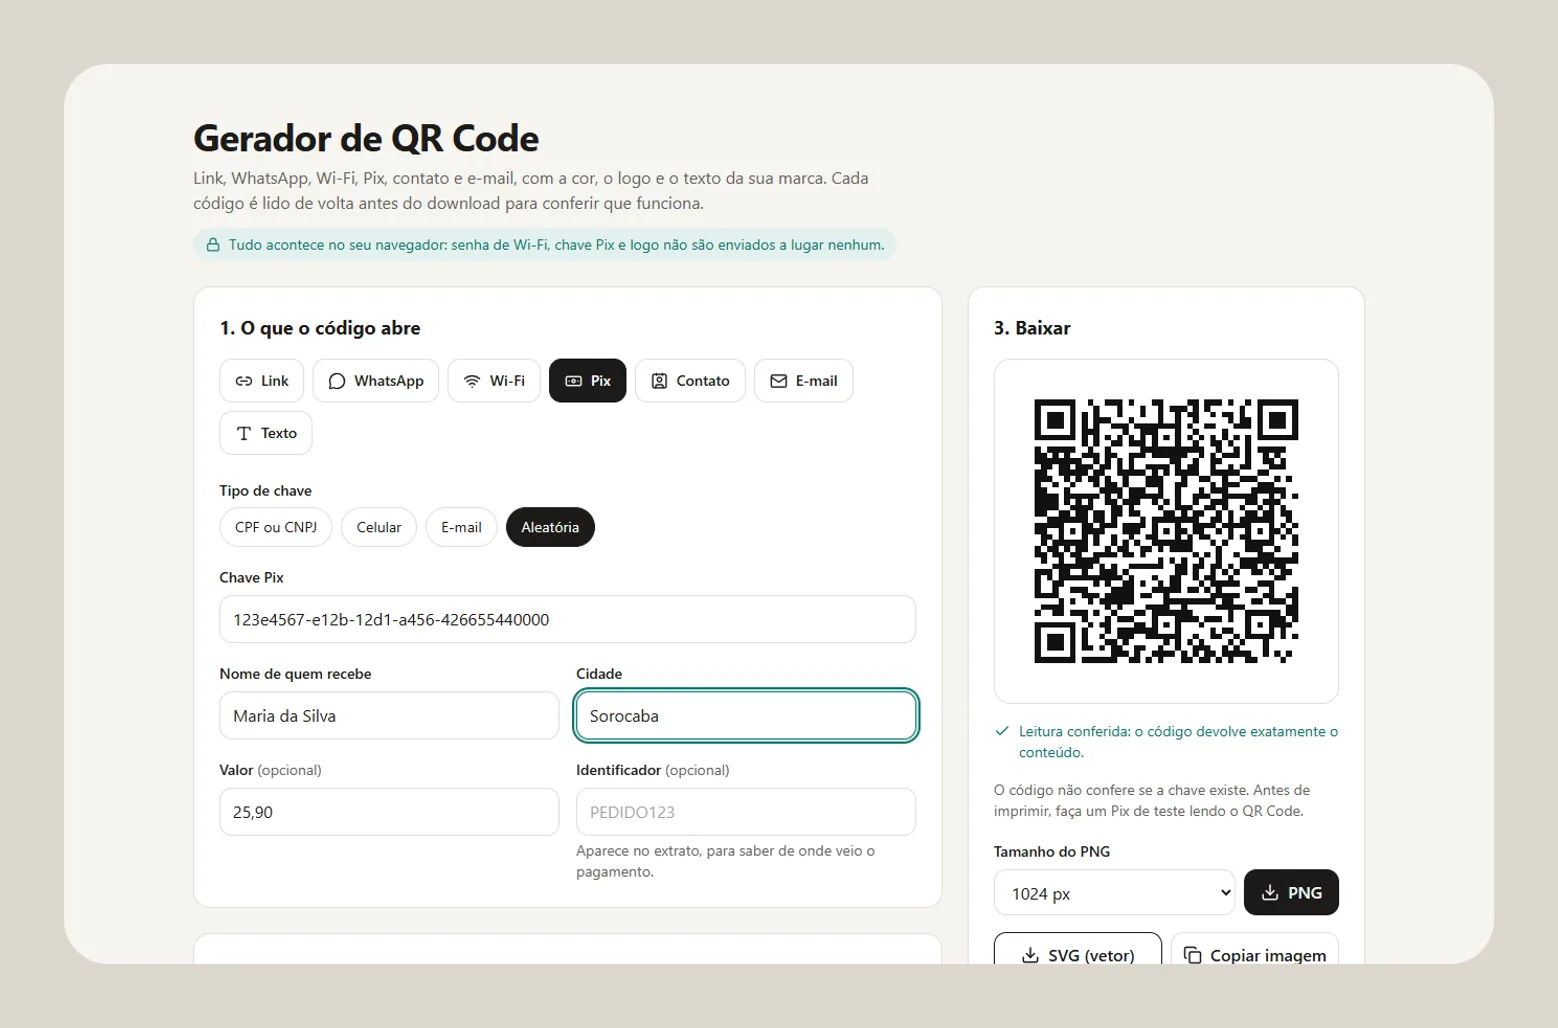 Gerador de QR Code
Link, WhatsApp, Wi-Fi, Pix, contato e e-mail, com a cor, o logo e o texto da sua marca. Cada
código é lido de volta antes do download para conferir que funciona.
Tudo acontece no seu navegador: senha de Wi-Fi, chave Pix e logo não são enviados a lugar nenhum.
1. O que o código abre
Link
WhatsApp
Wi-Fi
Pix
Contato
E-mail
Texto
Tipo de chave
CPF ou CNPJ
Celular
E-mail
Aleatória
Chave Pix
123e4567-e12b-12d1-a456-426655440000
Nome de quem recebe
Maria da Silva
Cidade
Sorocaba
Valor (opcional)
25,90
Identificador (opcional)
PEDIDO123
Aparece no extrato, para saber de onde veio o
pagamento.
3. Baixar
Leitura conferida: o código devolve exatamente o
conteúdo.
O código não confere se a chave existe. Antes de
imprimir, faça um Pix de teste lendo o QR Code.
Tamanho do PNG
1024 px
PNG
SVG (vetor)
Copiar imagem